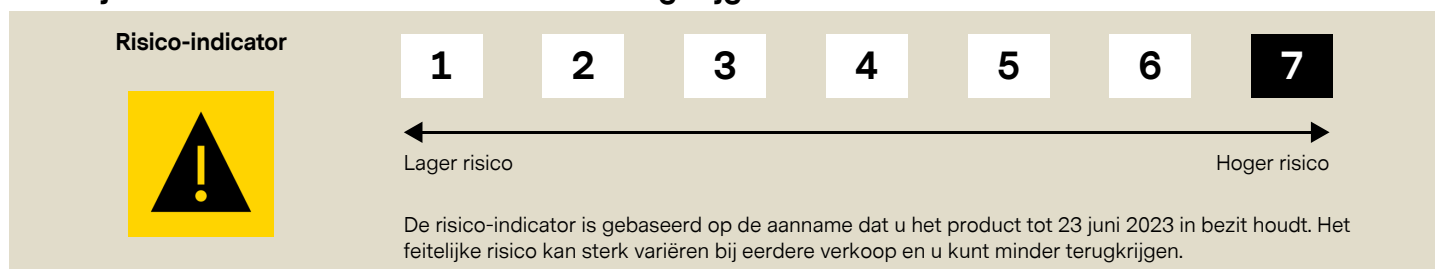 Risico-indicator
1 2 3 4 5 6 7
Lager risico Hoger risico
De risico-indicator is gebaseerd op de aanname dat u het product tot 23 juni 2023 in bezit houdt. Het
feitelijke risico kan sterk variëren bij eerdere verkoop en u kunt minder terugkrijgen.